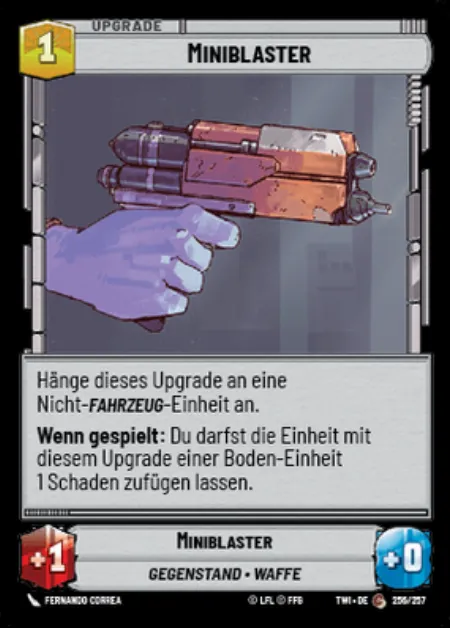 UPGRADE
1
MINIBLASTER
Hänge dieses Upgrade an eine
Nicht-FAHRZEUG-Einheit an.
Wenn gespielt: Du darfst die Einheit mit
diesem Upgrade einer Boden-Einheit
1 Schaden zufügen lassen.
+1
MINIBLASTER
+0
GEGENSTAND • WAFFE
FERNANDO CORREA
© LFL © FFG
TWI • DE
256/257